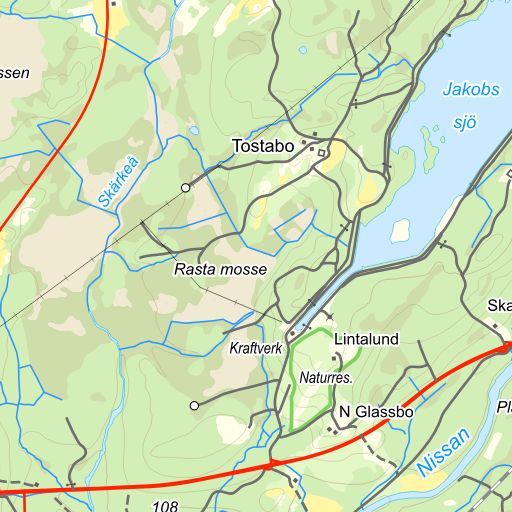 ssen
Jakobs
sjö
Tostabo
Skärkeå
Rasta mosse
Ska
Kraftverk
Lintalund
Naturres.
Pl
N Glassbo
Nissan
108